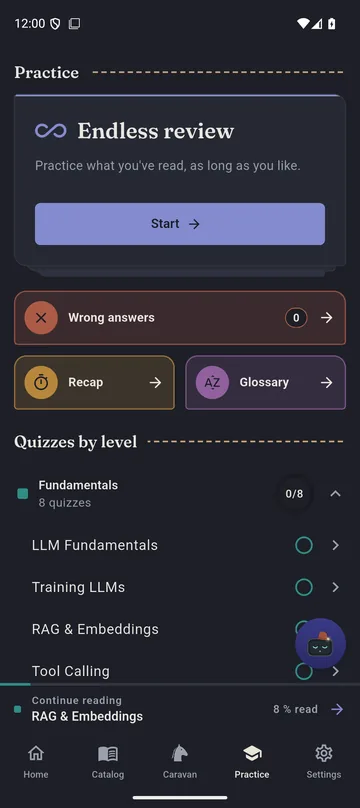 12:00
Practice
Endless review
Practice what you've read, as long as you like.
Start
Wrong answers
0
Recap
Glossary
Quizzes by level
Fundamentals
8 quizzes
0/8
LLM Fundamentals
Training LLMs
RAG & Embeddings
Tool Calling
Continue reading
RAG & Embeddings
8 % read
Home
Catalog
Caravan
Practice
Settings